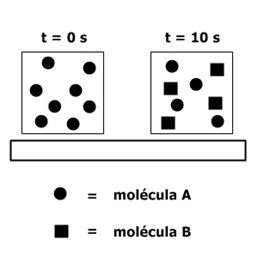 t = 0 s t = 10 s
= molécula A
= molécula B